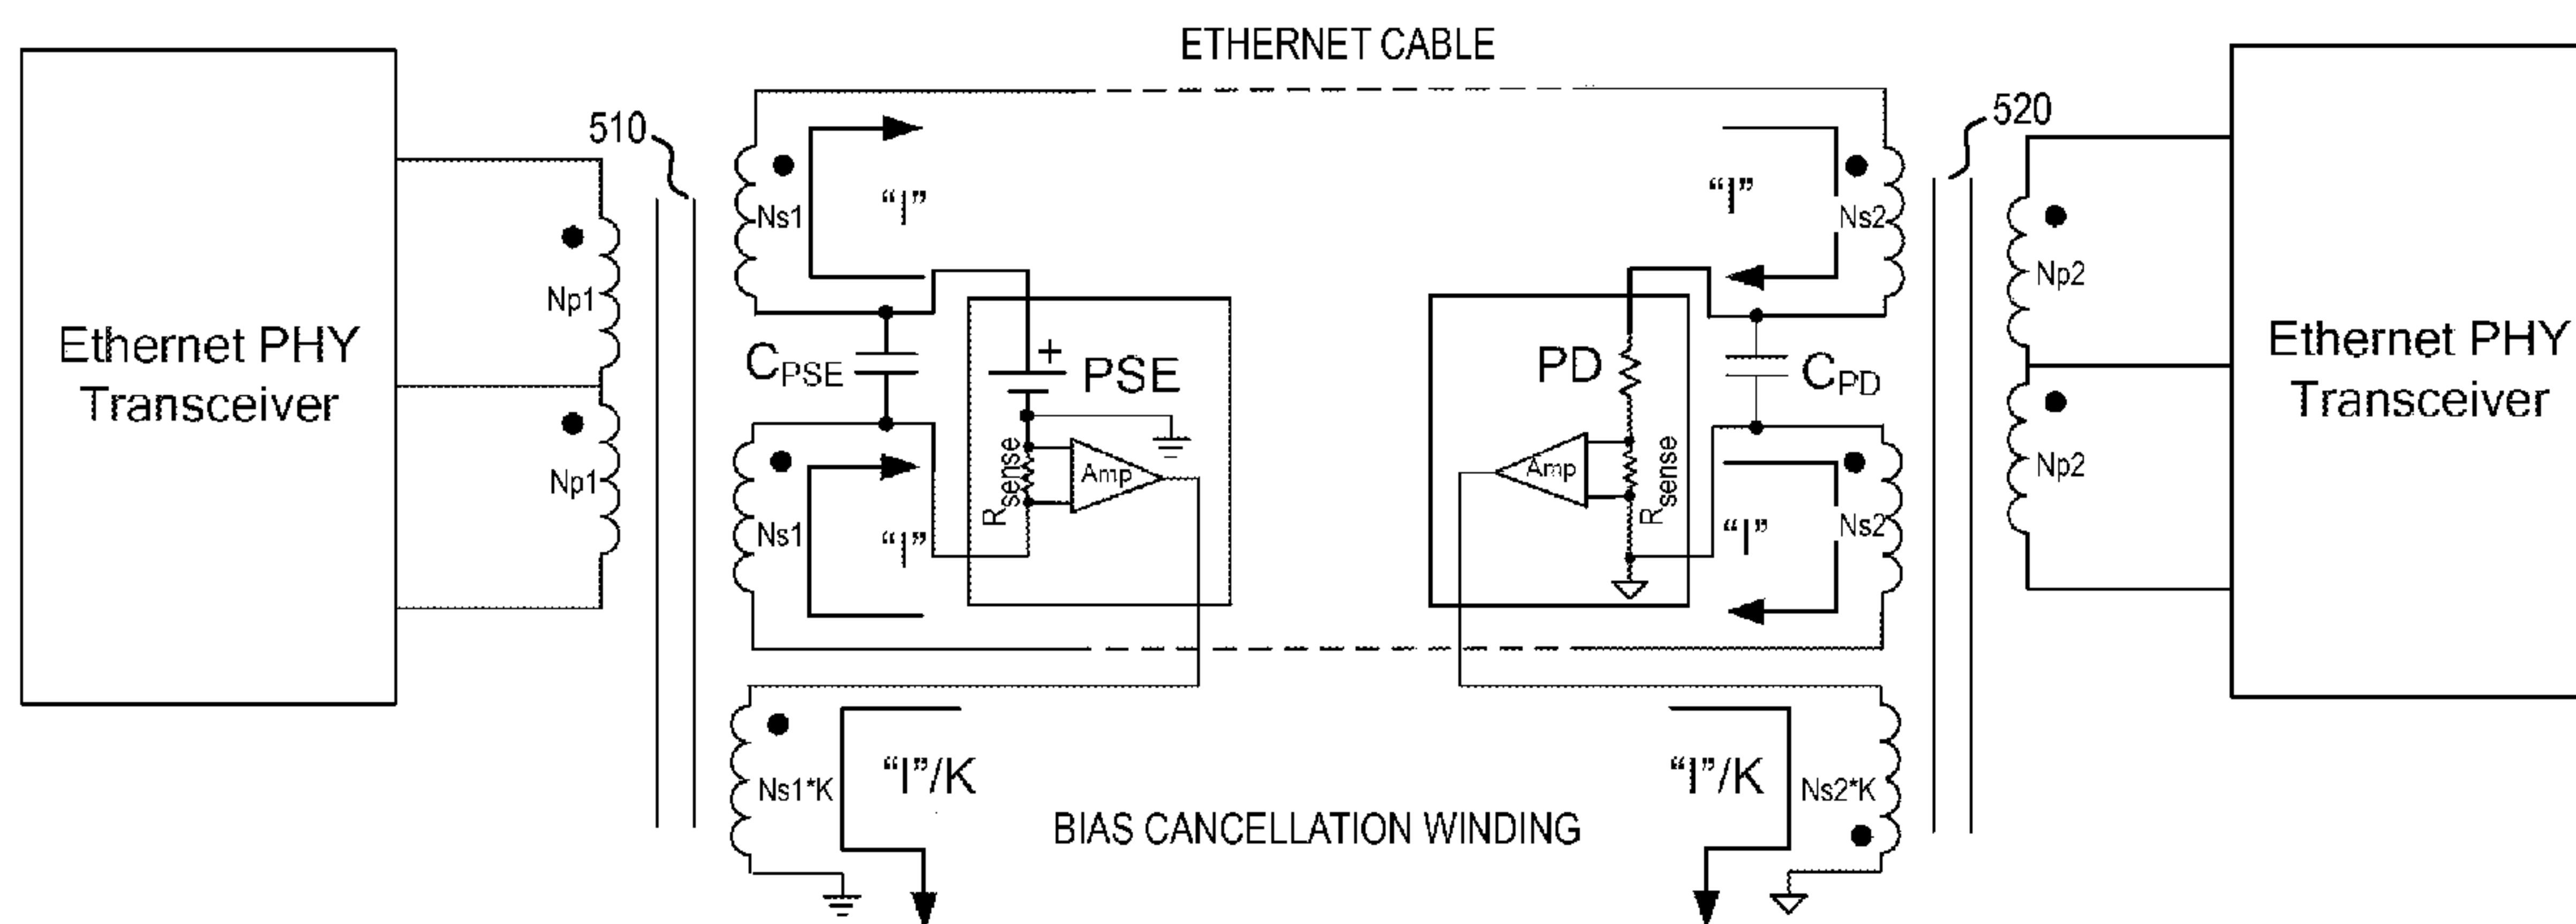 ETHERNET CABLE
510
520
Ns1
"I"
"I"
Ns2
Np1
Np2
Ethernet PHY
Transceiver
CPSE
+
PSE
PD
CPD
Ethernet PHY
Transceiver
Np1
Ns1
"I"
Rsense
Amp
Amp
Rsense
"I"
Ns2
Np2
Ns1*K
"I"/K
"I"/K
Ns2*K
BIAS CANCELLATION WINDING